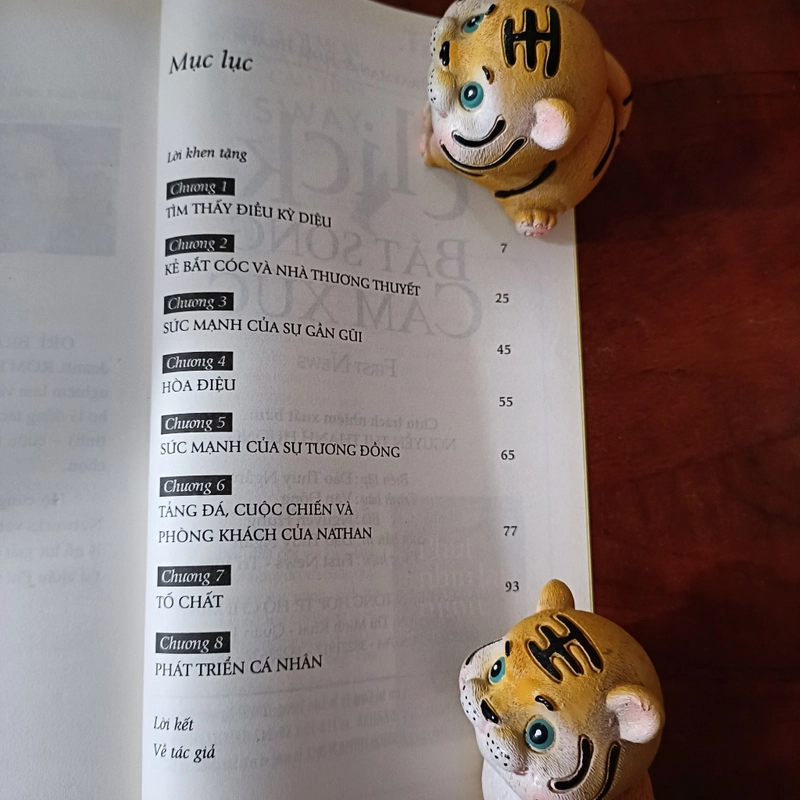 Mục lục
Lời khen tặng
Chương 1
TÌM THẤY ĐIỀU KỲ DIỆU 7
Chương 2
KẺ BẮT CÓC VÀ NHÀ THƯƠNG THUYẾT 25
Chương 3
SỨC MẠNH CỦA SỰ GẦN GŨI 45
Chương 4
HÒA ĐIỆU 55
Chương 5
SỨC MẠNH CỦA SỰ TƯƠNG ĐỒNG 65
Chương 6
TẢNG ĐÁ, CUỘC CHIẾN VÀ
PHÒNG KHÁCH CỦA NATHAN 77
Chương 7
TỐ CHẤT 93
Chương 8
PHÁT TRIỂN CÁ NHÂN
Lời kết
Về tác giả